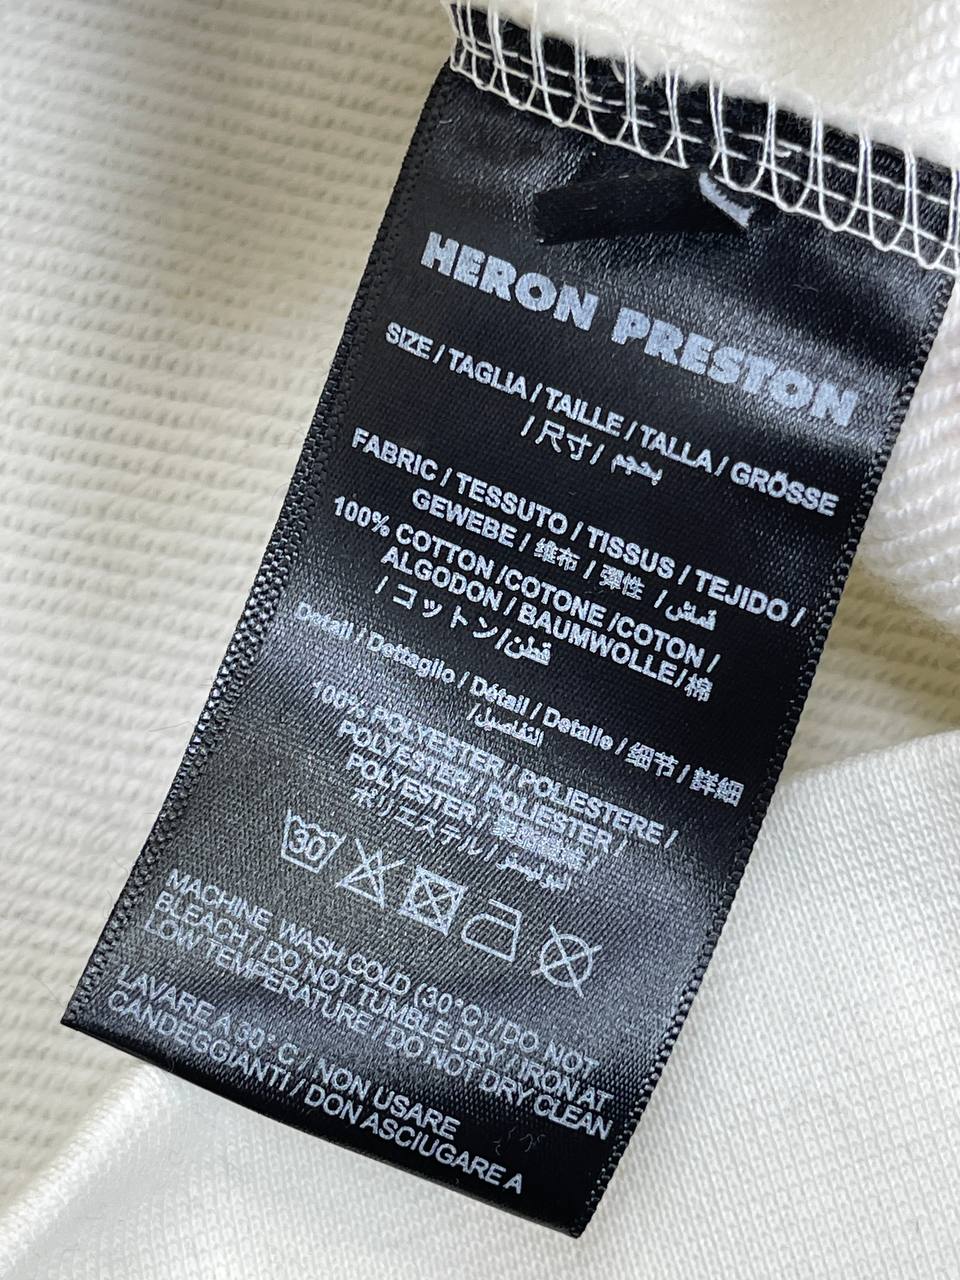 HERON PRESTON
SIZE / TAGLIA / TAILLE / TALLA / GRÖSSE
/ 尺寸 / بحجم
FABRIC / TESSUTO / TISSUS / TEJIDO /
GEWEBE / 维布 / 彈性 / قماش
100% COTTON /COTONE /COTON /
ALGODON / BAUMWOLLE/ 棉
/ コットン/قطن
Detail / Dettaglio / Détail / Detalle / 细节 / 詳細
/التفاصيل
100% POLYESTER / POLIESTERE /
POLYESTER / POLIESTER /
POLYESTER /
ポリエステル /
30
MACHINE WASH COLD (30°C) / DO NOT
BLEACH / DO NOT TUMBLE DRY / IRON AT
LOW TEMPERATURE / DO NOT DRY CLEAN
LAVARE A 30° C / NON USARE
CANDEGGIANTI / DON ASCIUGARE A